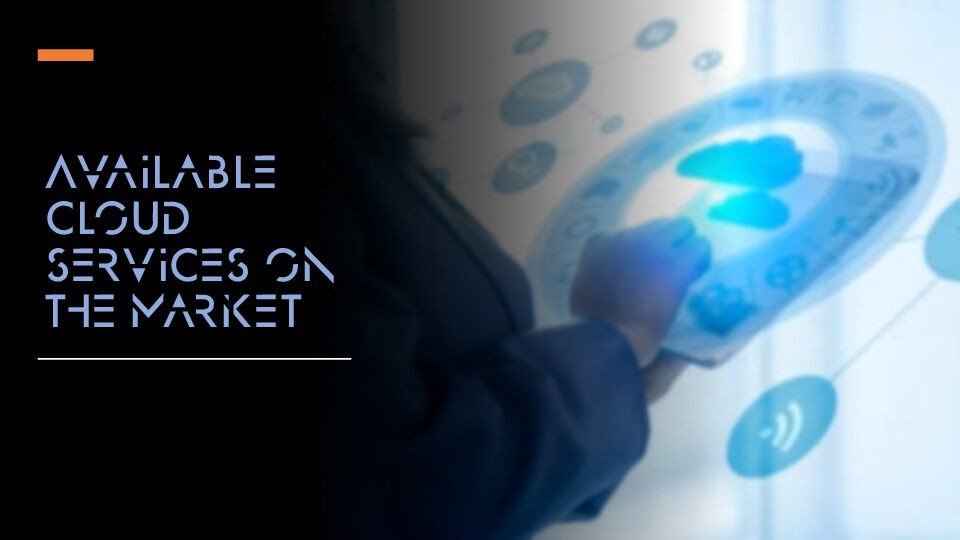 AVAiLABLE
CLOUD
SERViCES ON
THE MARKET